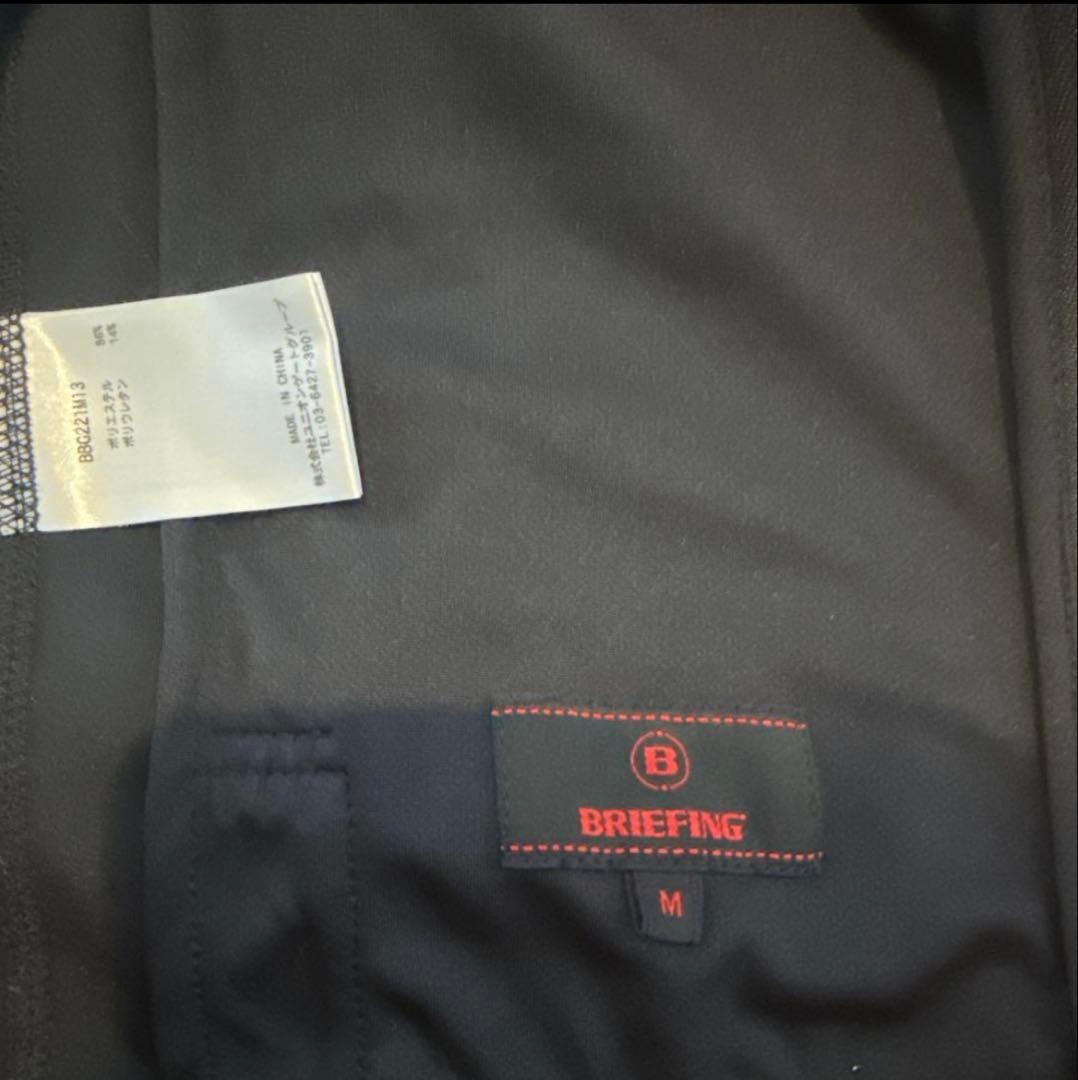 BBG221M13
ポリエステル 86%
ポリウレタン 14%
MADE IN CHINA
株式会社ユニオンゲートグループ
TEL:03-6427-3901
B
BRIEFING
M